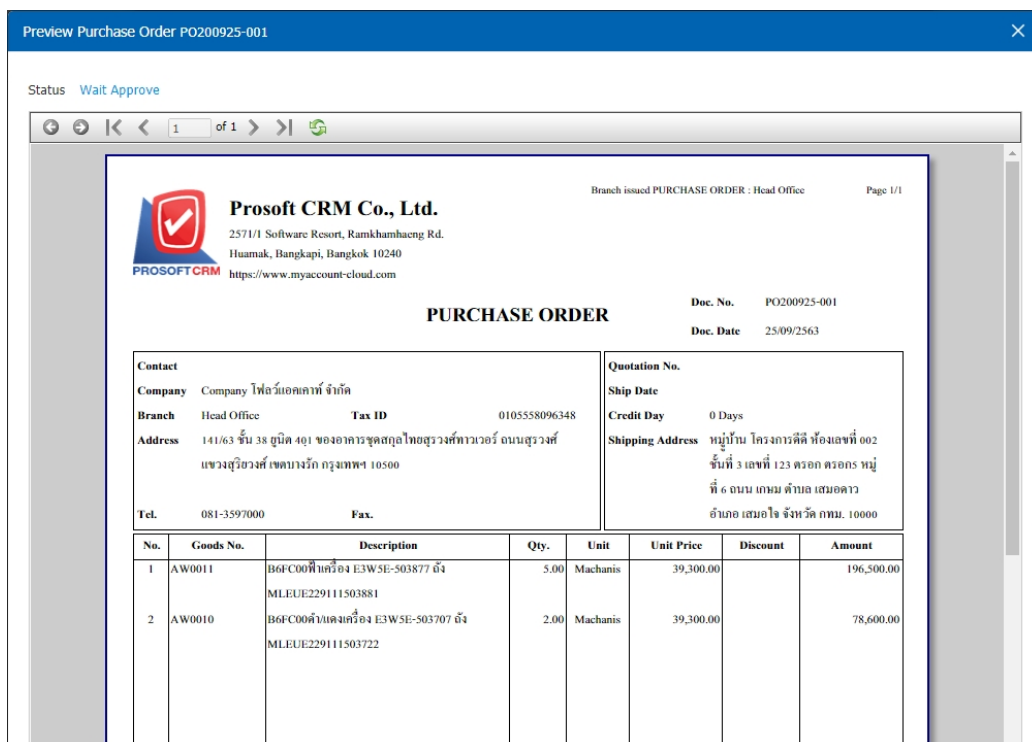 Preview Purchase Order PO200925-001
Status Wait Approve
1 of 1
Branch issued PURCHASE ORDER : Head Office Page 1/1
PROSOFT CRM
Prosoft CRM Co., Ltd.
2571/1 Software Resort, Ramkhamhaeng Rd.
Huamak, Bangkapi, Bangkok 10240
https://www.myaccount-cloud.com
PURCHASE ORDER
Doc. No. PO200925-001
Doc. Date 25/09/2563
Contact
Company Company โฟลว์แอคเคาท์ จำกัด
Branch Head Office Tax ID 0105558096348
Address 141/63 ชั้น 38 ยูนิต 401 ของอาคารชุดสกุลไทยสุรวงศ์ทาวเวอร์ ถนนสุรวงศ์
แขวงสุริยวงศ์ เขตบางรัก กรุงเทพฯ 10500
Tel. 081-3597000 Fax.
Quotation No.
Ship Date
Credit Day 0 Days
Shipping Address หมู่บ้าน โครงการดีดี ห้องเลขที่ 002
ชั้นที่ 3 เลขที่ 123 ตรอก ตรอก5 หมู่
ที่ 6 ถนน เกษม ตำบล เสมอดาว
อำเภอ เสมอใจ จังหวัด กทม. 10000
No. Goods No. Description Qty. Unit Unit Price Discount Amount
1 AW0011 B6FC00ฟ้าเครื่อง E3W5E-503877 ถัง 5.00 Machanis 39,300.00 196,500.00
MLEUE229111503881
2 AW0010 B6FC00ดำ/แดงเครื่อง E3W5E-503707 ถัง 2.00 Machanis 39,300.00 78,600.00
MLEUE229111503722